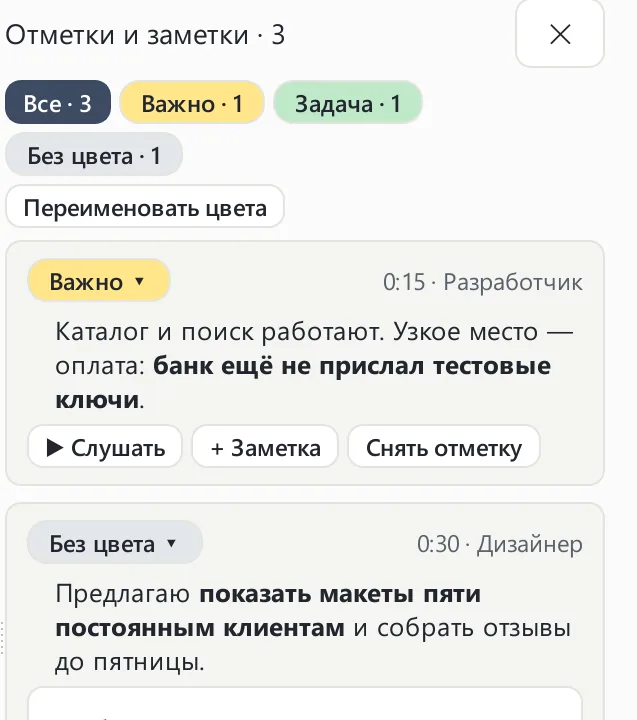 Отметки и заметки · 3
Все · 3
Важно · 1
Задача · 1
Без цвета · 1
Переименовать цвета
Важно ▼
0:15 · Разработчик
Каталог и поиск работают. Узкое место —
оплата: банк ещё не прислал тестовые
ключи.
▶ Слушать
+ Заметка
Снять отметку
Без цвета ▼
0:30 · Дизайнер
Предлагаю показать макеты пяти
постоянным клиентам и собрать отзывы
до пятницы.